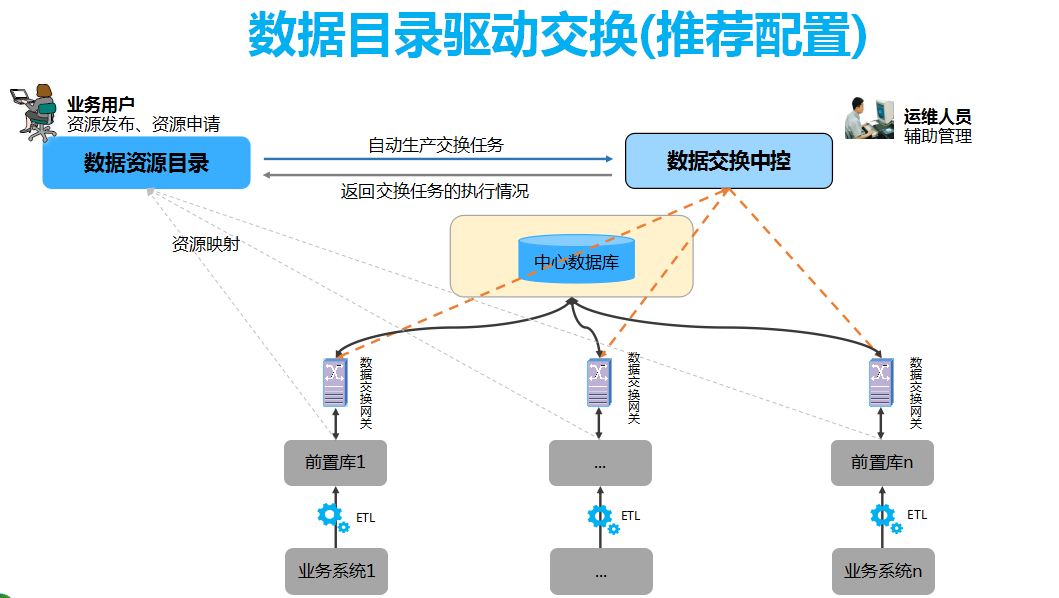 数据目录驱动交换(推荐配置)
业务用户
资源发布、资源申请
数据资源目录
自动生产交换任务
返回交换任务的执行情况
数据交换中控
运维人员
辅助管理
资源映射
中心数据库
数据交换网关
数据交换网关
数据交换网关
前置库1
...
前置库n
ETL
ETL
ETL
业务系统1
...
业务系统n